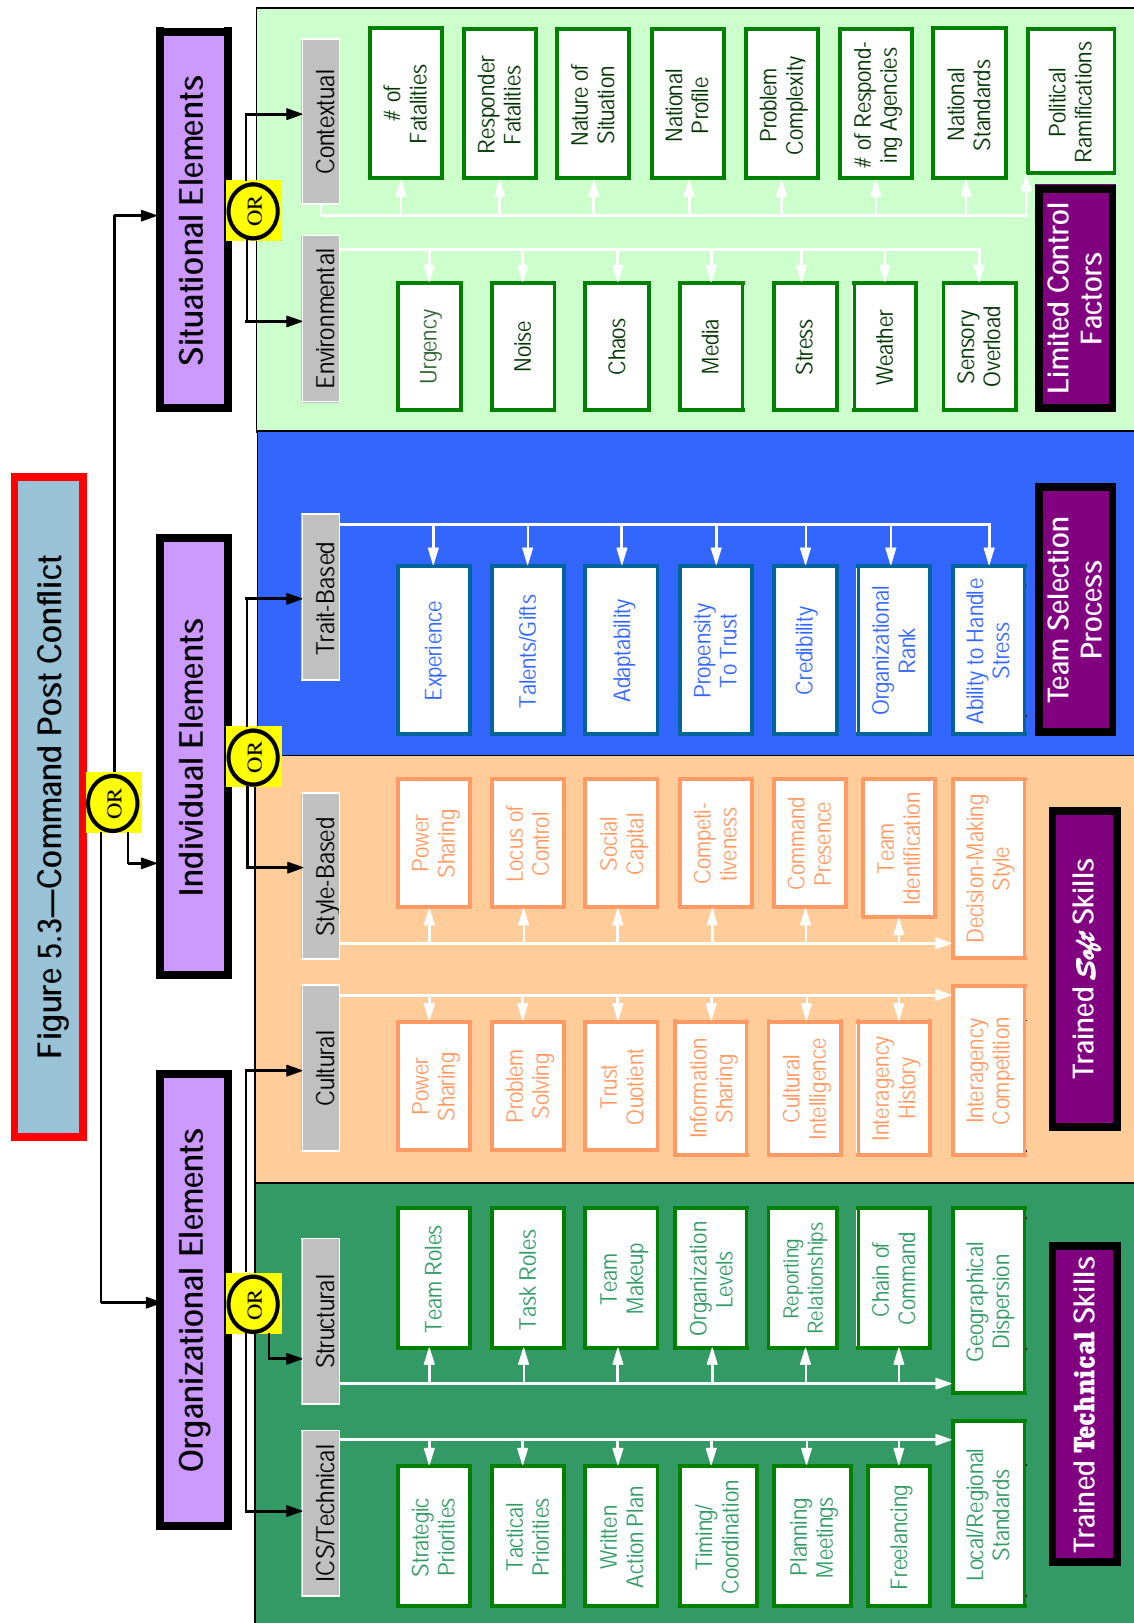 Figure 5.3—Command Post Conflict
OR
Organizational Elements
Individual Elements
Situational Elements
OR
OR
OR
ICS/Technical
Structural
Cultural
Style-Based
Trait-Based
Environmental
Contextual
Strategic
Priorities
Tactical
Priorities
Written
Action Plan
Timing/
Coordination
Planning
Meetings
Freelancing
Local/Regional
Standards
Team Roles
Task Roles
Team
Makeup
Organization
Levels
Reporting
Relationships
Chain of
Command
Geographical
Dispersion
Power
Sharing
Problem
Solving
Trust
Quotient
Information
Sharing
Cultural
Intelligence
Interagency
History
Interagency
Competition
Power
Sharing
Locus of
Control
Social
Capital
Competi-
tiveness
Command
Presence
Team
Identification
Decision-Making
Style
Experience
Talents/Gifts
Adaptability
Propensity
To Trust
Credibility
Organizational
Rank
Ability to Handle
Stress
Urgency
Noise
Chaos
Media
Stress
Weather
Sensory
Overload
# of
Fatalities
Responder
Fatalities
Nature of
Situation
National
Profile
Problem
Complexity
# of Respond-
ing Agencies
National
Standards
Political
Ramifications
Trained Technical Skills
Trained Soft Skills
Team Selection
Process
Limited Control
Factors